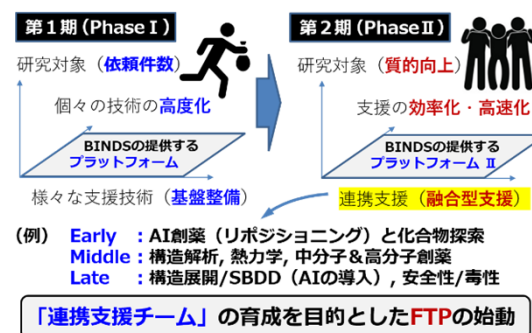 第1期(PhaseⅠ)
研究対象(依頼件数)
個々の技術の高度化
BINDSの提供する
プラットフォーム
様々な支援技術(基盤整備)
第2期(PhaseⅡ)
研究対象(質的向上)
支援の効率化・高速化
BINDSの提供する
プラットフォーム Ⅱ
連携支援(融合型支援)
(例) Early :AI創薬(リポジショニング)と化合物探索
Middle:構造解析, 熱力学, 中分子&高分子創薬
Late :構造展開/SBDD(AIの導入), 安全性/毒性
「連携支援チーム」の育成を目的としたFTPの始動